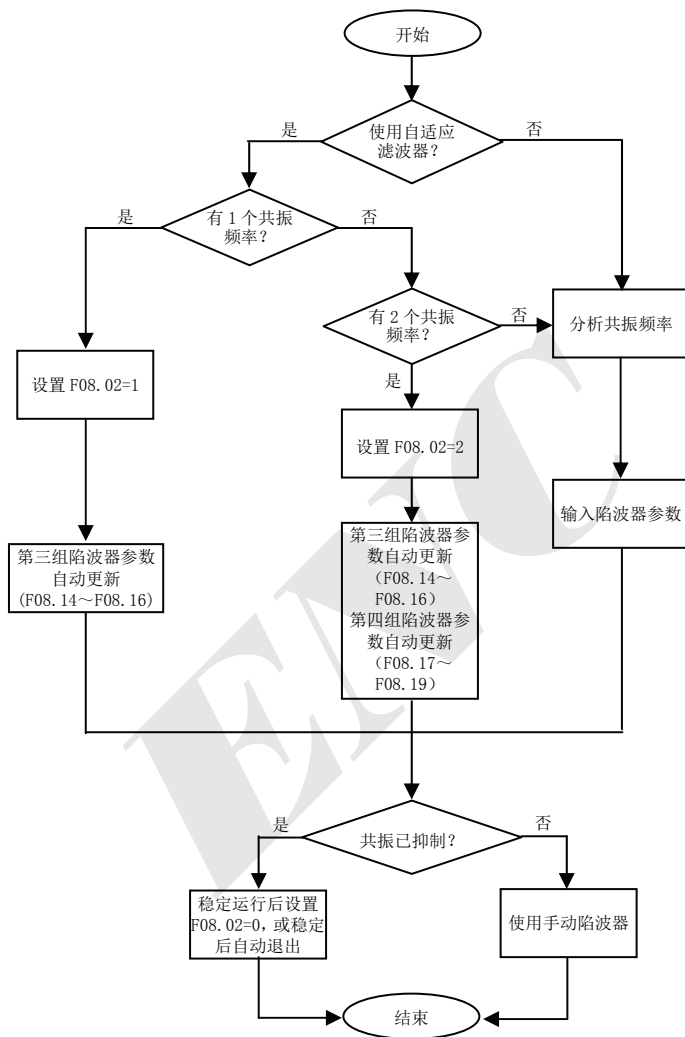 开始
使用自适应
滤波器？
是
否
有 1 个共振
频率？
是
否
有 2 个共振
频率？
否
是
分析共振频率
设置 F08.02=1
设置 F08.02=2
输入陷波器参数
第三组陷波器参数
自动更新
(F08.14～F08.16)
第三组陷波器参
数自动更新
（F08.14～
F08.16）
第四组陷波器参
数自动更新
（F08.17～
F08.19）
共振已抑制？
是
否
稳定运行后设置
F08.02=0，或稳定
后自动退出
使用手动陷波器
结束
ENC